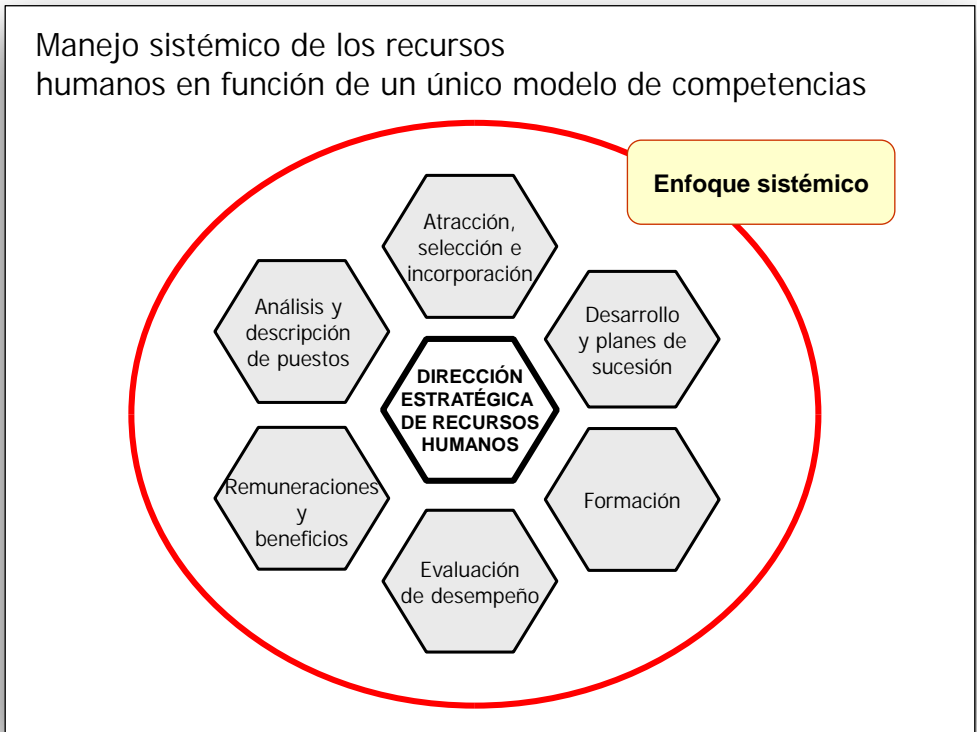 Manejo sistémico de los recursos
humanos en función de un único modelo de competencias
Enfoque sistémico
Atracción,
selección e
incorporación
Análisis y
descripción
de puestos
Desarrollo
y planes de
sucesión
DIRECCIÓN
ESTRATÉGICA
DE RECURSOS
HUMANOS
Remuneraciones
y
beneficios
Formación
Evaluación
de desempeño